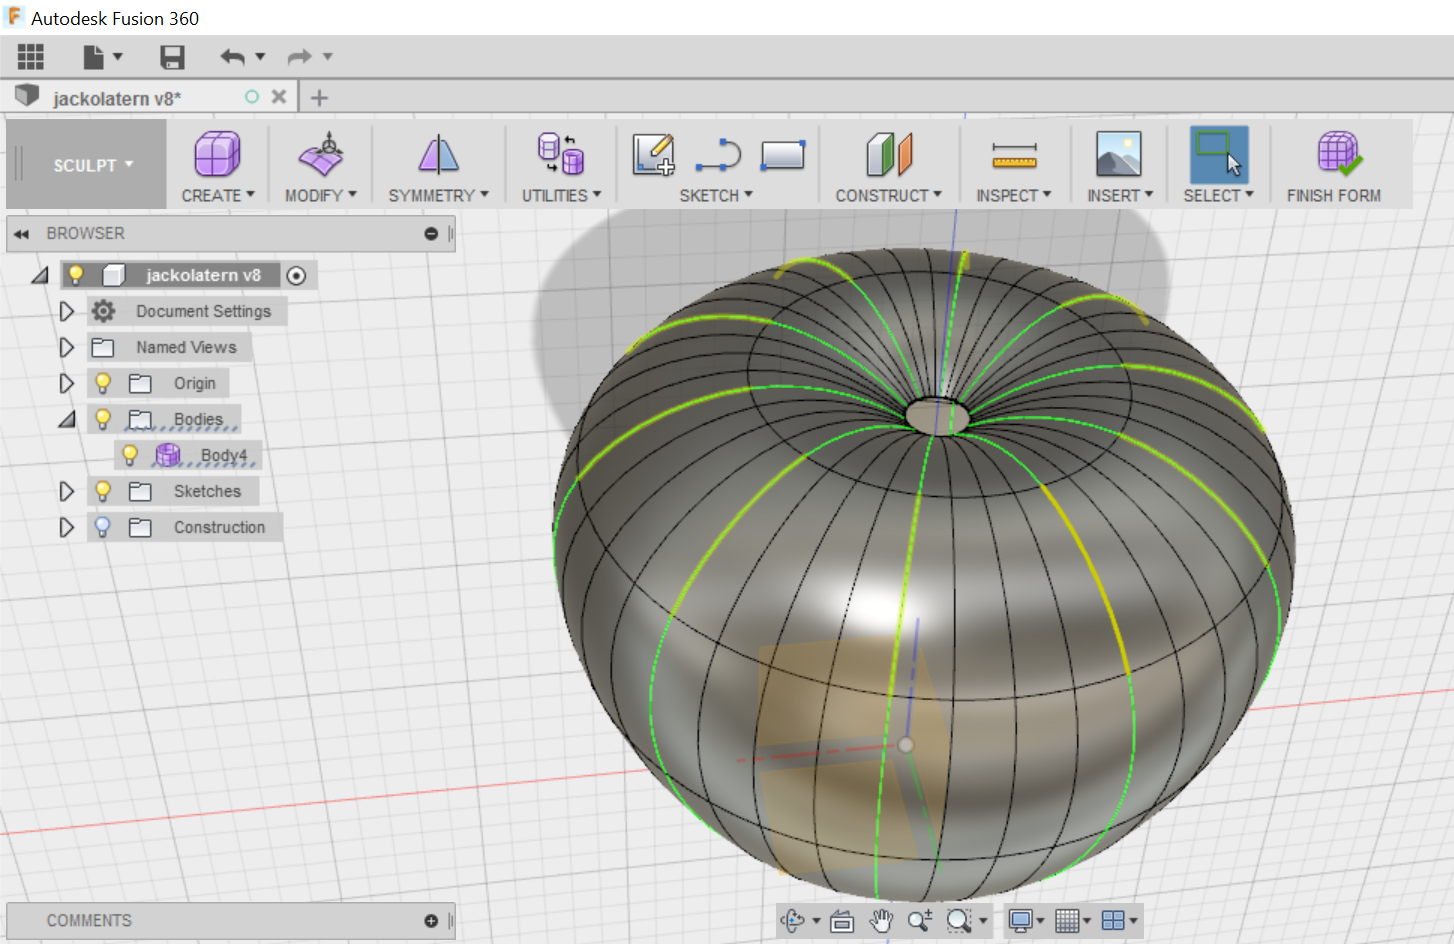 Autodesk Fusion 360
jackolatern v8*
SCULPT
CREATE
MODIFY
SYMMETRY
UTILITIES
SKETCH
CONSTRUCT
INSPECT
INSERT
SELECT
FINISH FORM
BROWSER
jackolatern v8
Document Settings
Named Views
Origin
Bodies
Body4
Sketches
Construction
COMMENTS